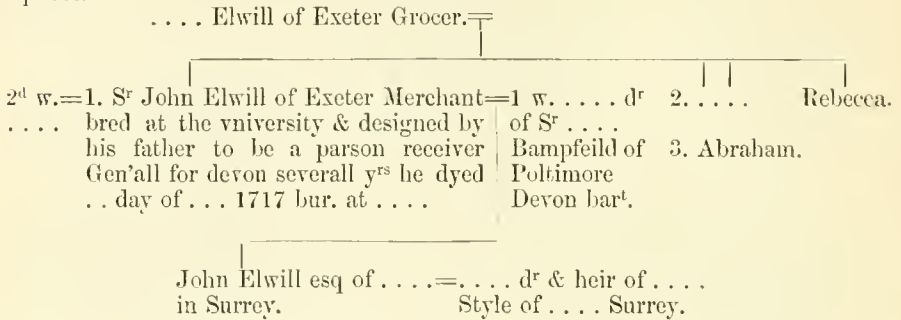 . . . . Elwill of Exeter Grocer.
2d w.=1. Sr John Elwill of Exeter Merchant=1 w. . . . . dr 2. . . . . Rebecca.
. . . . bred at the vniversity & designed by of Sr . . . .
his father to be a parson receiver Bampfeild of 3. Abraham.
Gen'all for devon severall yrs he dyed Poltimore
. . day of . . . 1717 bur. at . . . . Devon bart.
John Elwill esq of . . . .=. . . . dr & heir of . . . .
in Surrey. Style of . . . . Surrey.